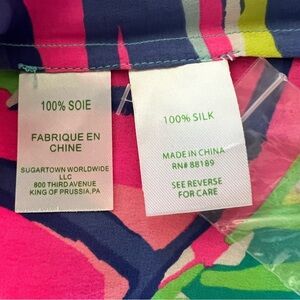 100% SOIE
FABRIQUE EN
CHINE
SUGARTOWN WORLDWIDE
LLC
800 THIRD AVENUE
KING OF PRUSSIA,PA
100% SILK
MADE IN CHINA
RN# 88189
SEE REVERSE
FOR CARE